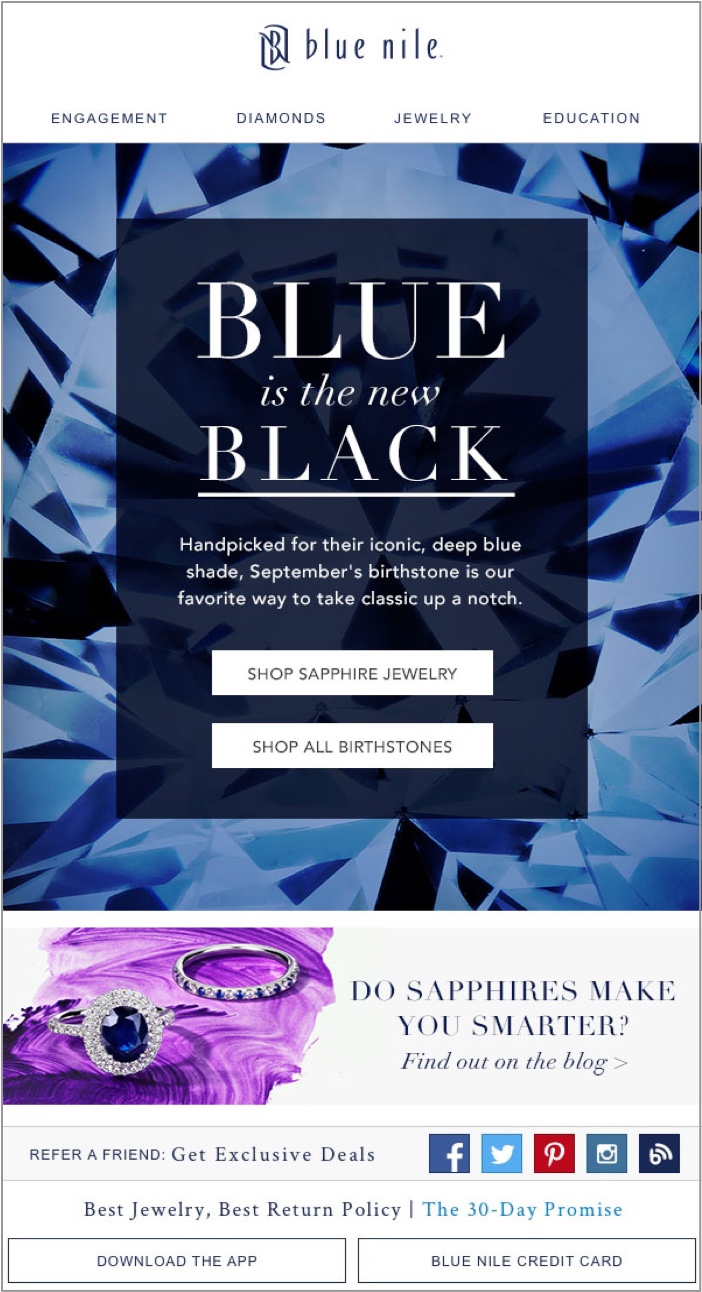 blue nile.
ENGAGEMENT DIAMONDS JEWELRY EDUCATION
BLUE
is the new
BLACK
Handpicked for their iconic, deep blue
shade, September's birthstone is our
favorite way to take classic up a notch.
SHOP SAPPHIRE JEWELRY
SHOP ALL BIRTHSTONES
DO SAPPHIRES MAKE
YOU SMARTER?
Find out on the blog >
REFER A FRIEND: Get Exclusive Deals
Best Jewelry, Best Return Policy | The 30-Day Promise
DOWNLOAD THE APP BLUE NILE CREDIT CARD